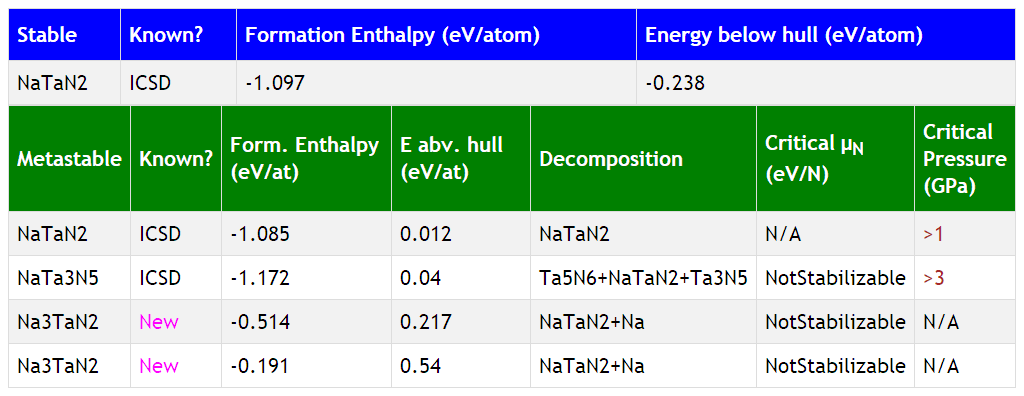 Stable Known? Formation Enthalpy (eV/atom) Energy below hull (eV/atom)
NaTaN2 ICSD -1.097 -0.238
Metastable Known? Form. Enthalpy (eV/at) E abv. hull (eV/at) Decomposition Critical μN (eV/N) Critical Pressure (GPa)
NaTaN2 ICSD -1.085 0.012 NaTaN2 N/A >1
NaTa3N5 ICSD -1.172 0.04 Ta5N6+NaTaN2+Ta3N5 NotStabilizable >3
Na3TaN2 New -0.514 0.217 NaTaN2+Na NotStabilizable N/A
Na3TaN2 New -0.191 0.54 NaTaN2+Na NotStabilizable N/A